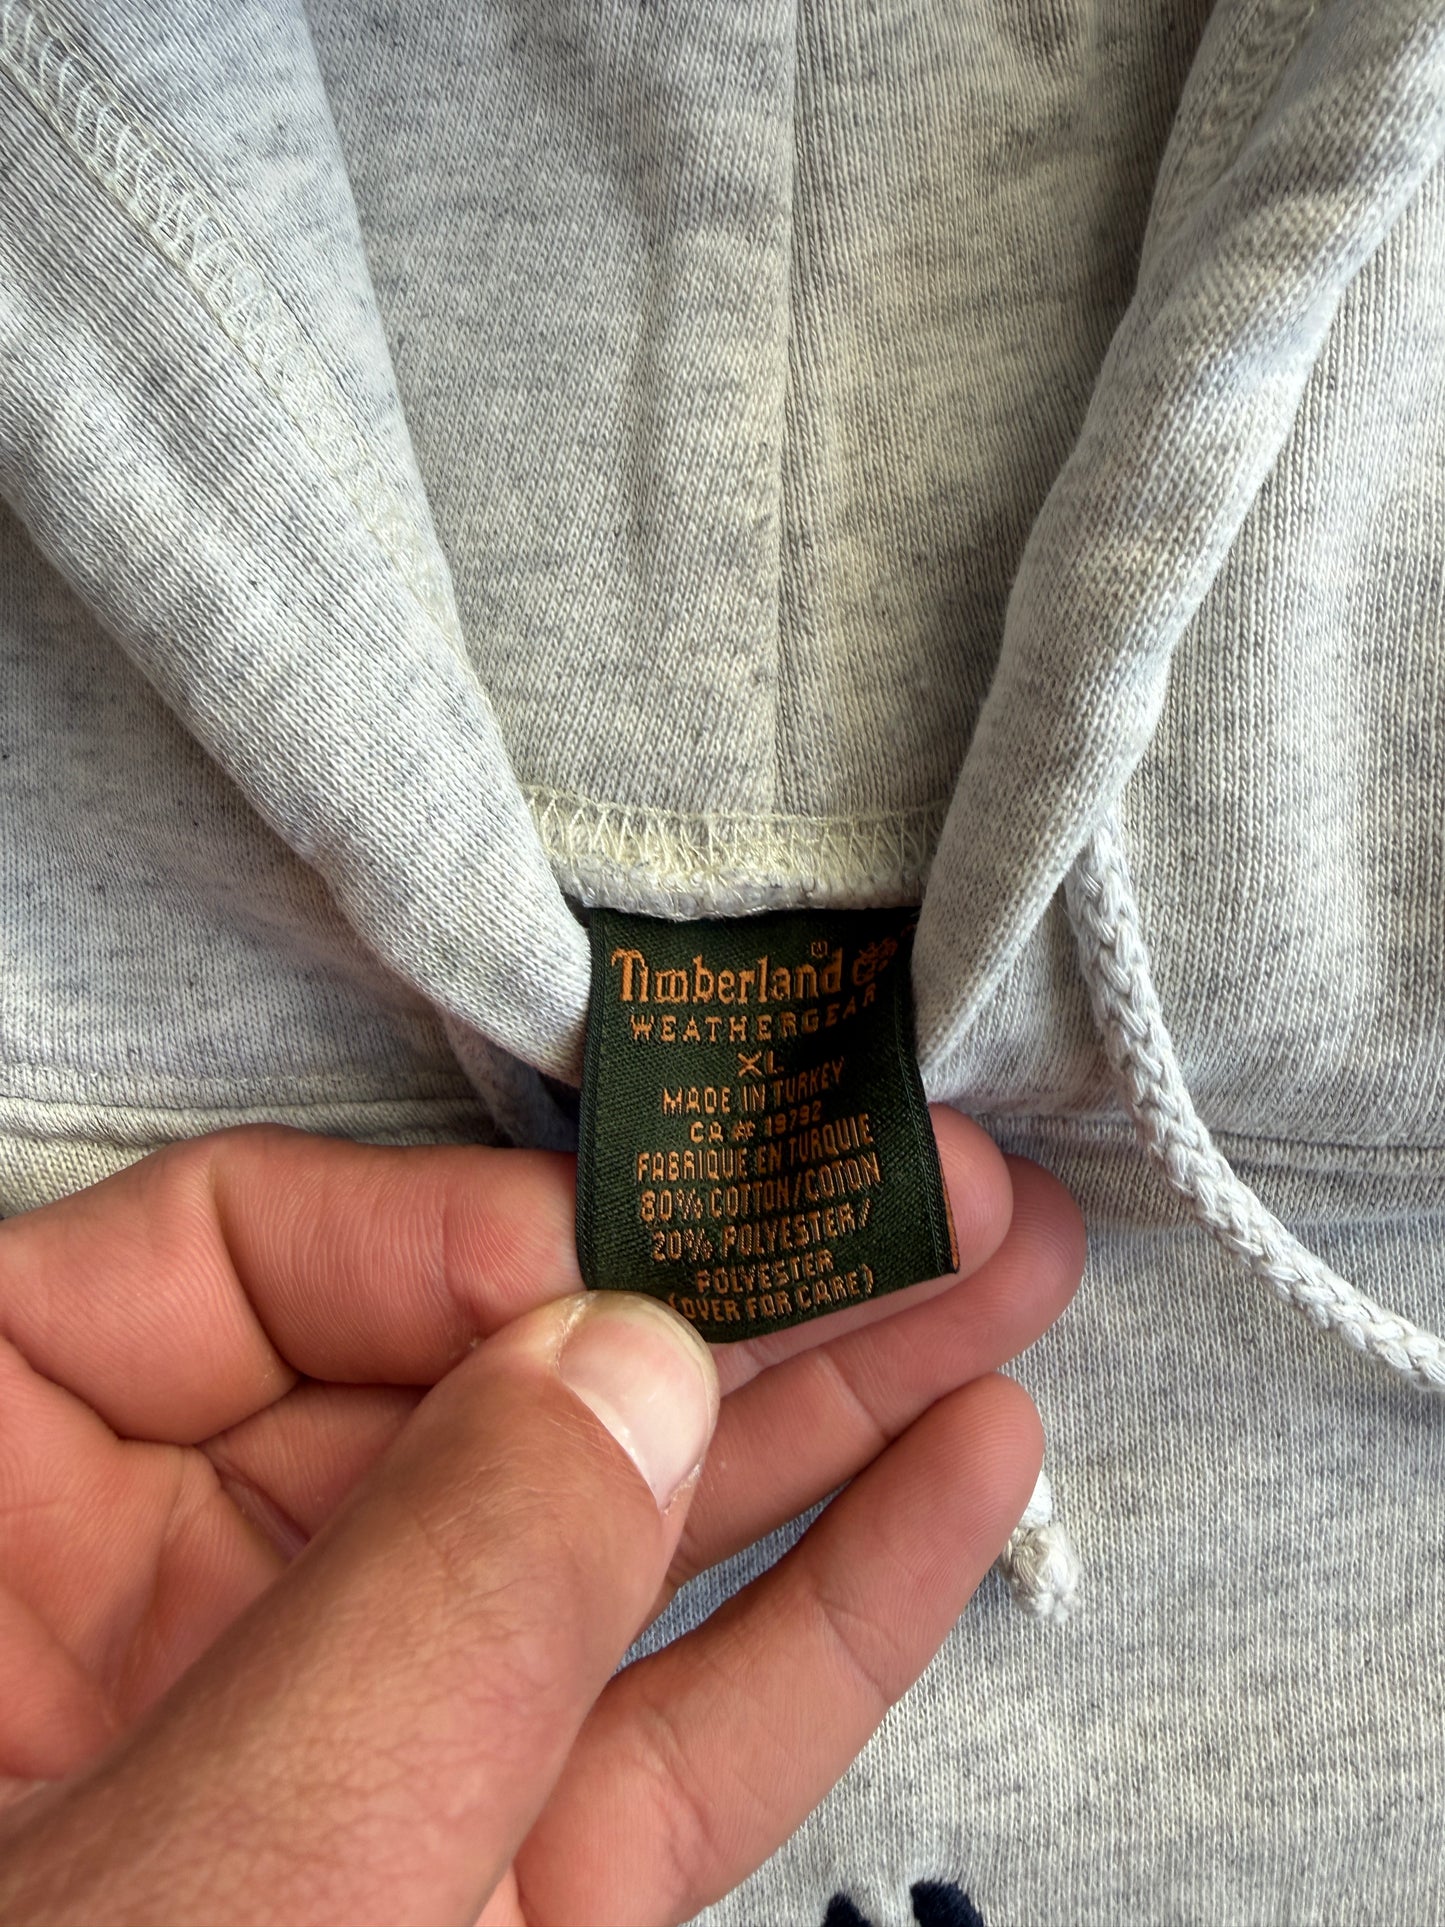 Timberland
WEATHERGEAR
XL
MADE IN TURKEY
CA# 19792
FABRIQUE EN TURQUIE
80% COTTON/COTON
20% POLYESTER/
POLYESTER
(OVER FOR CARE)